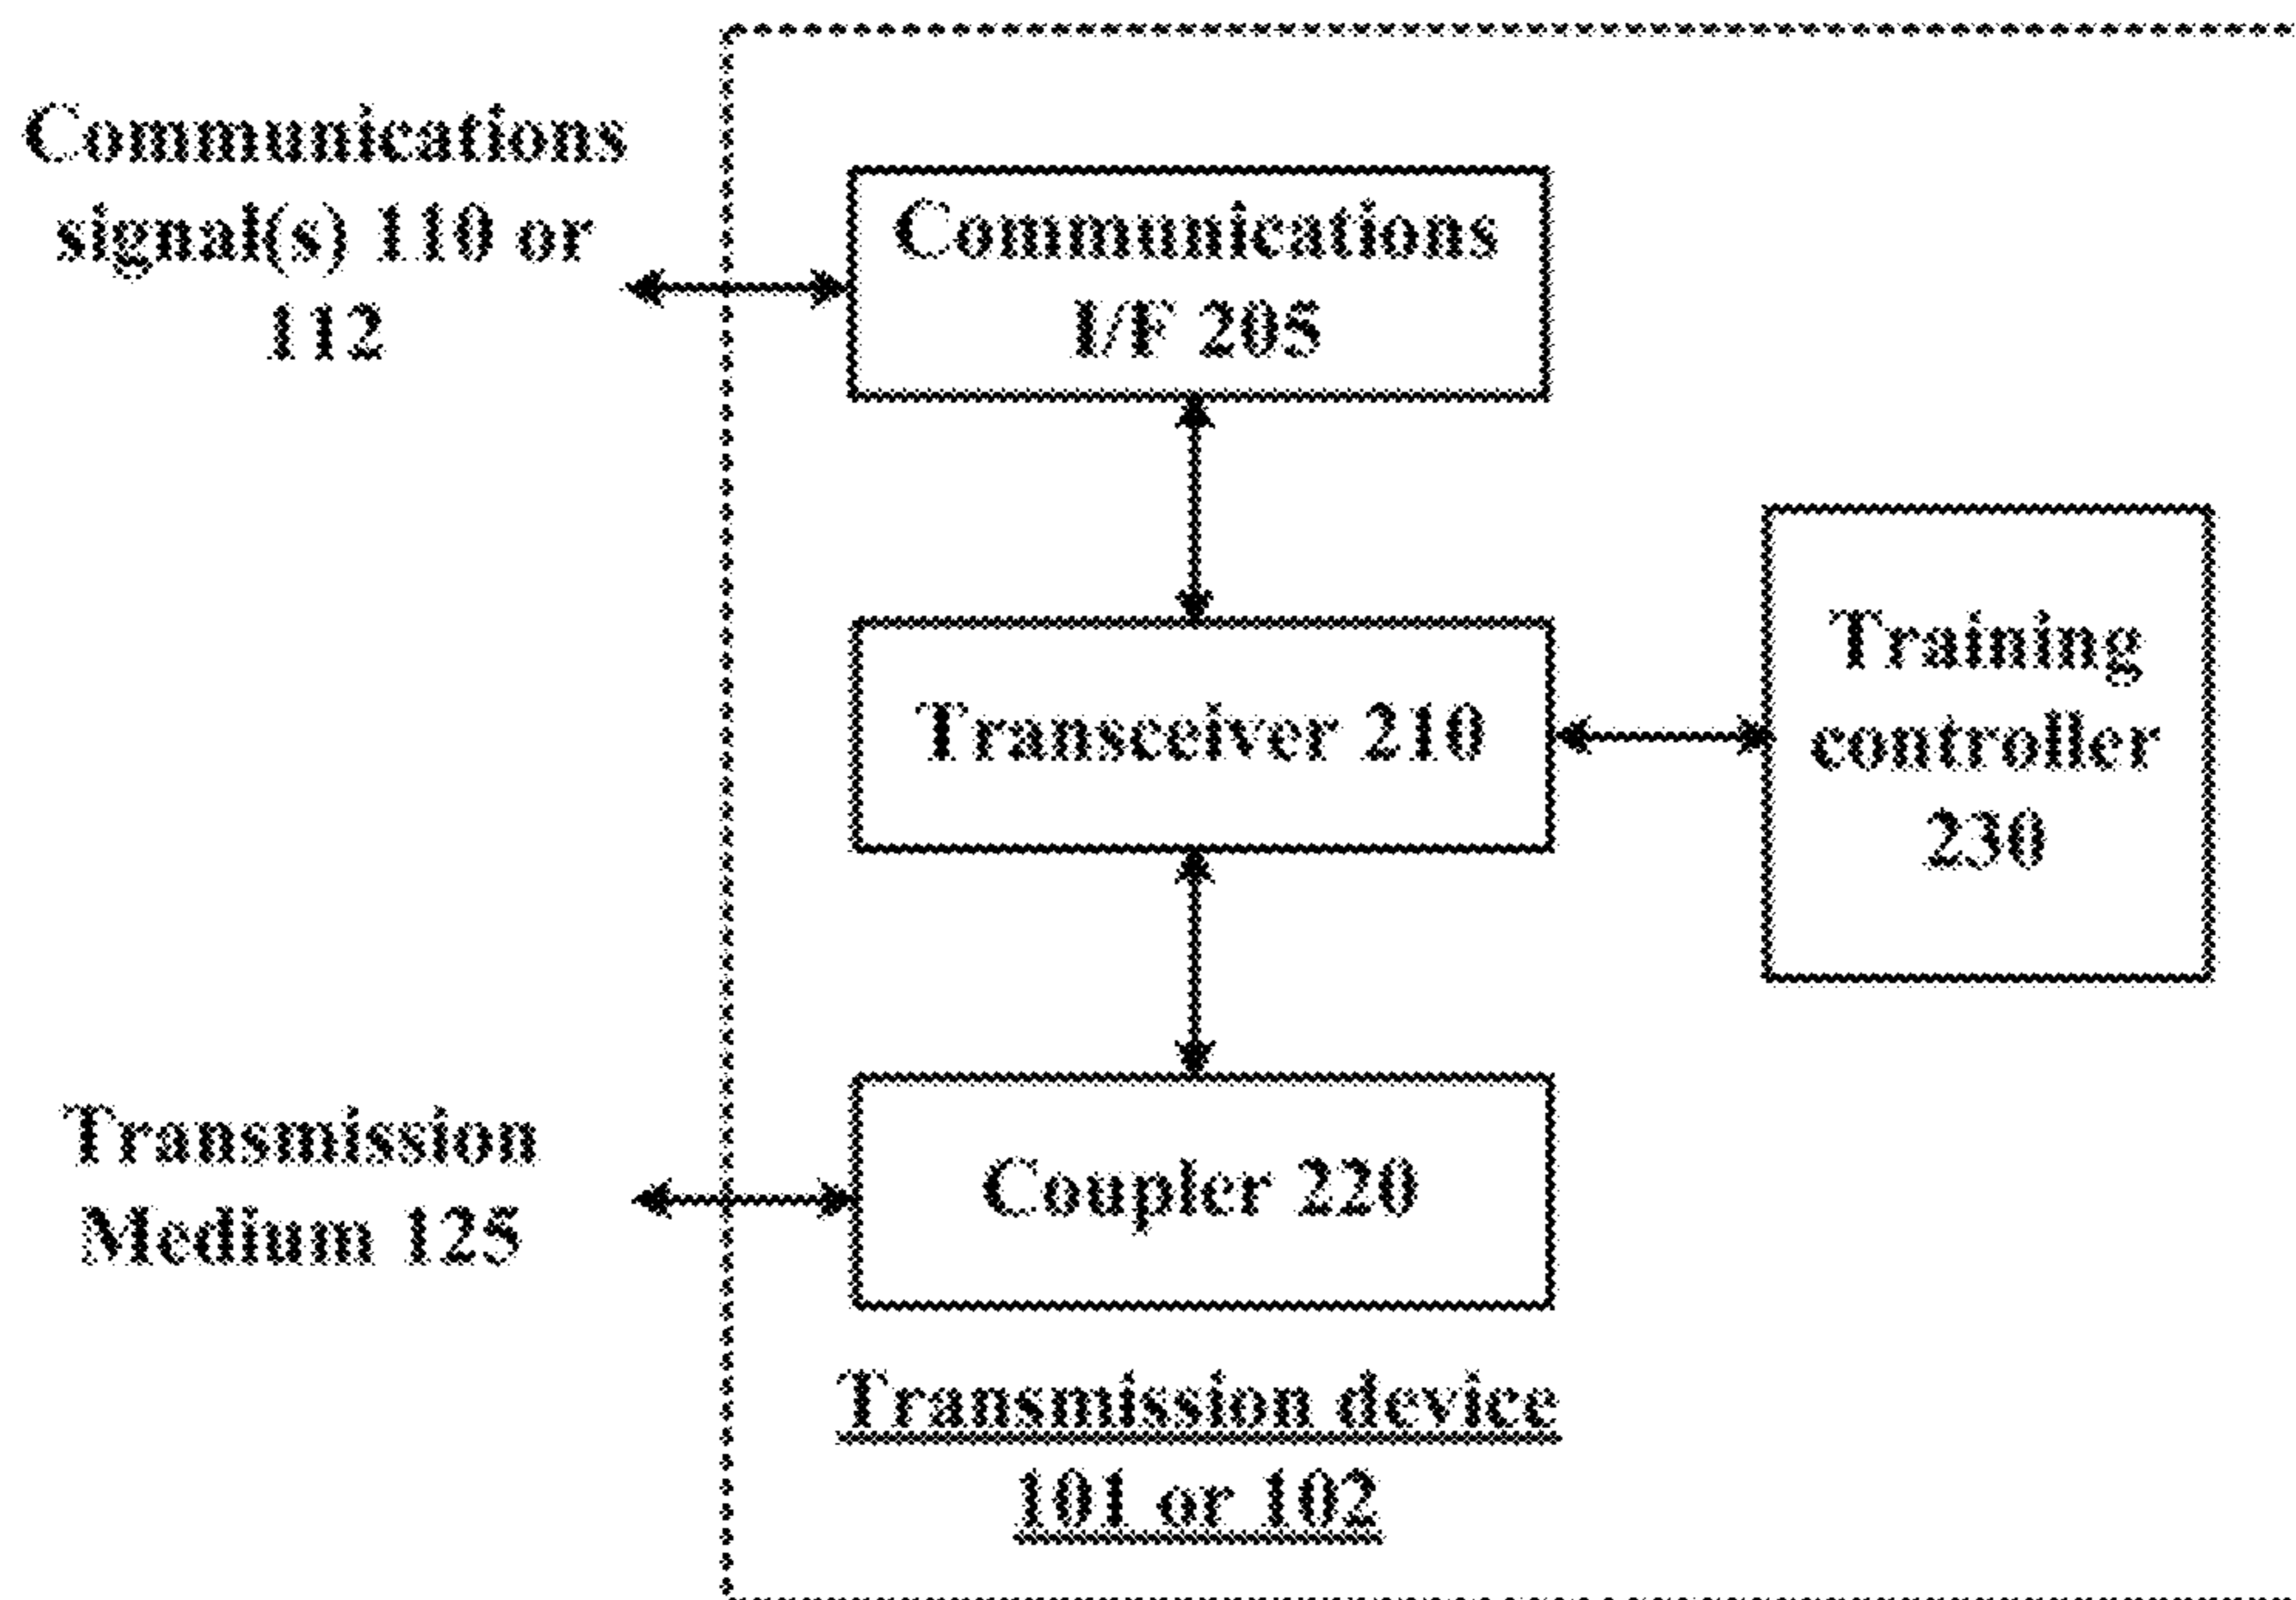 Communications
signal(s) 110 or
112
Communications
I/F 205
Transceiver 210
Training
controller
230
Transmission
Medium 125
Coupler 220
Transmission device
101 or 102